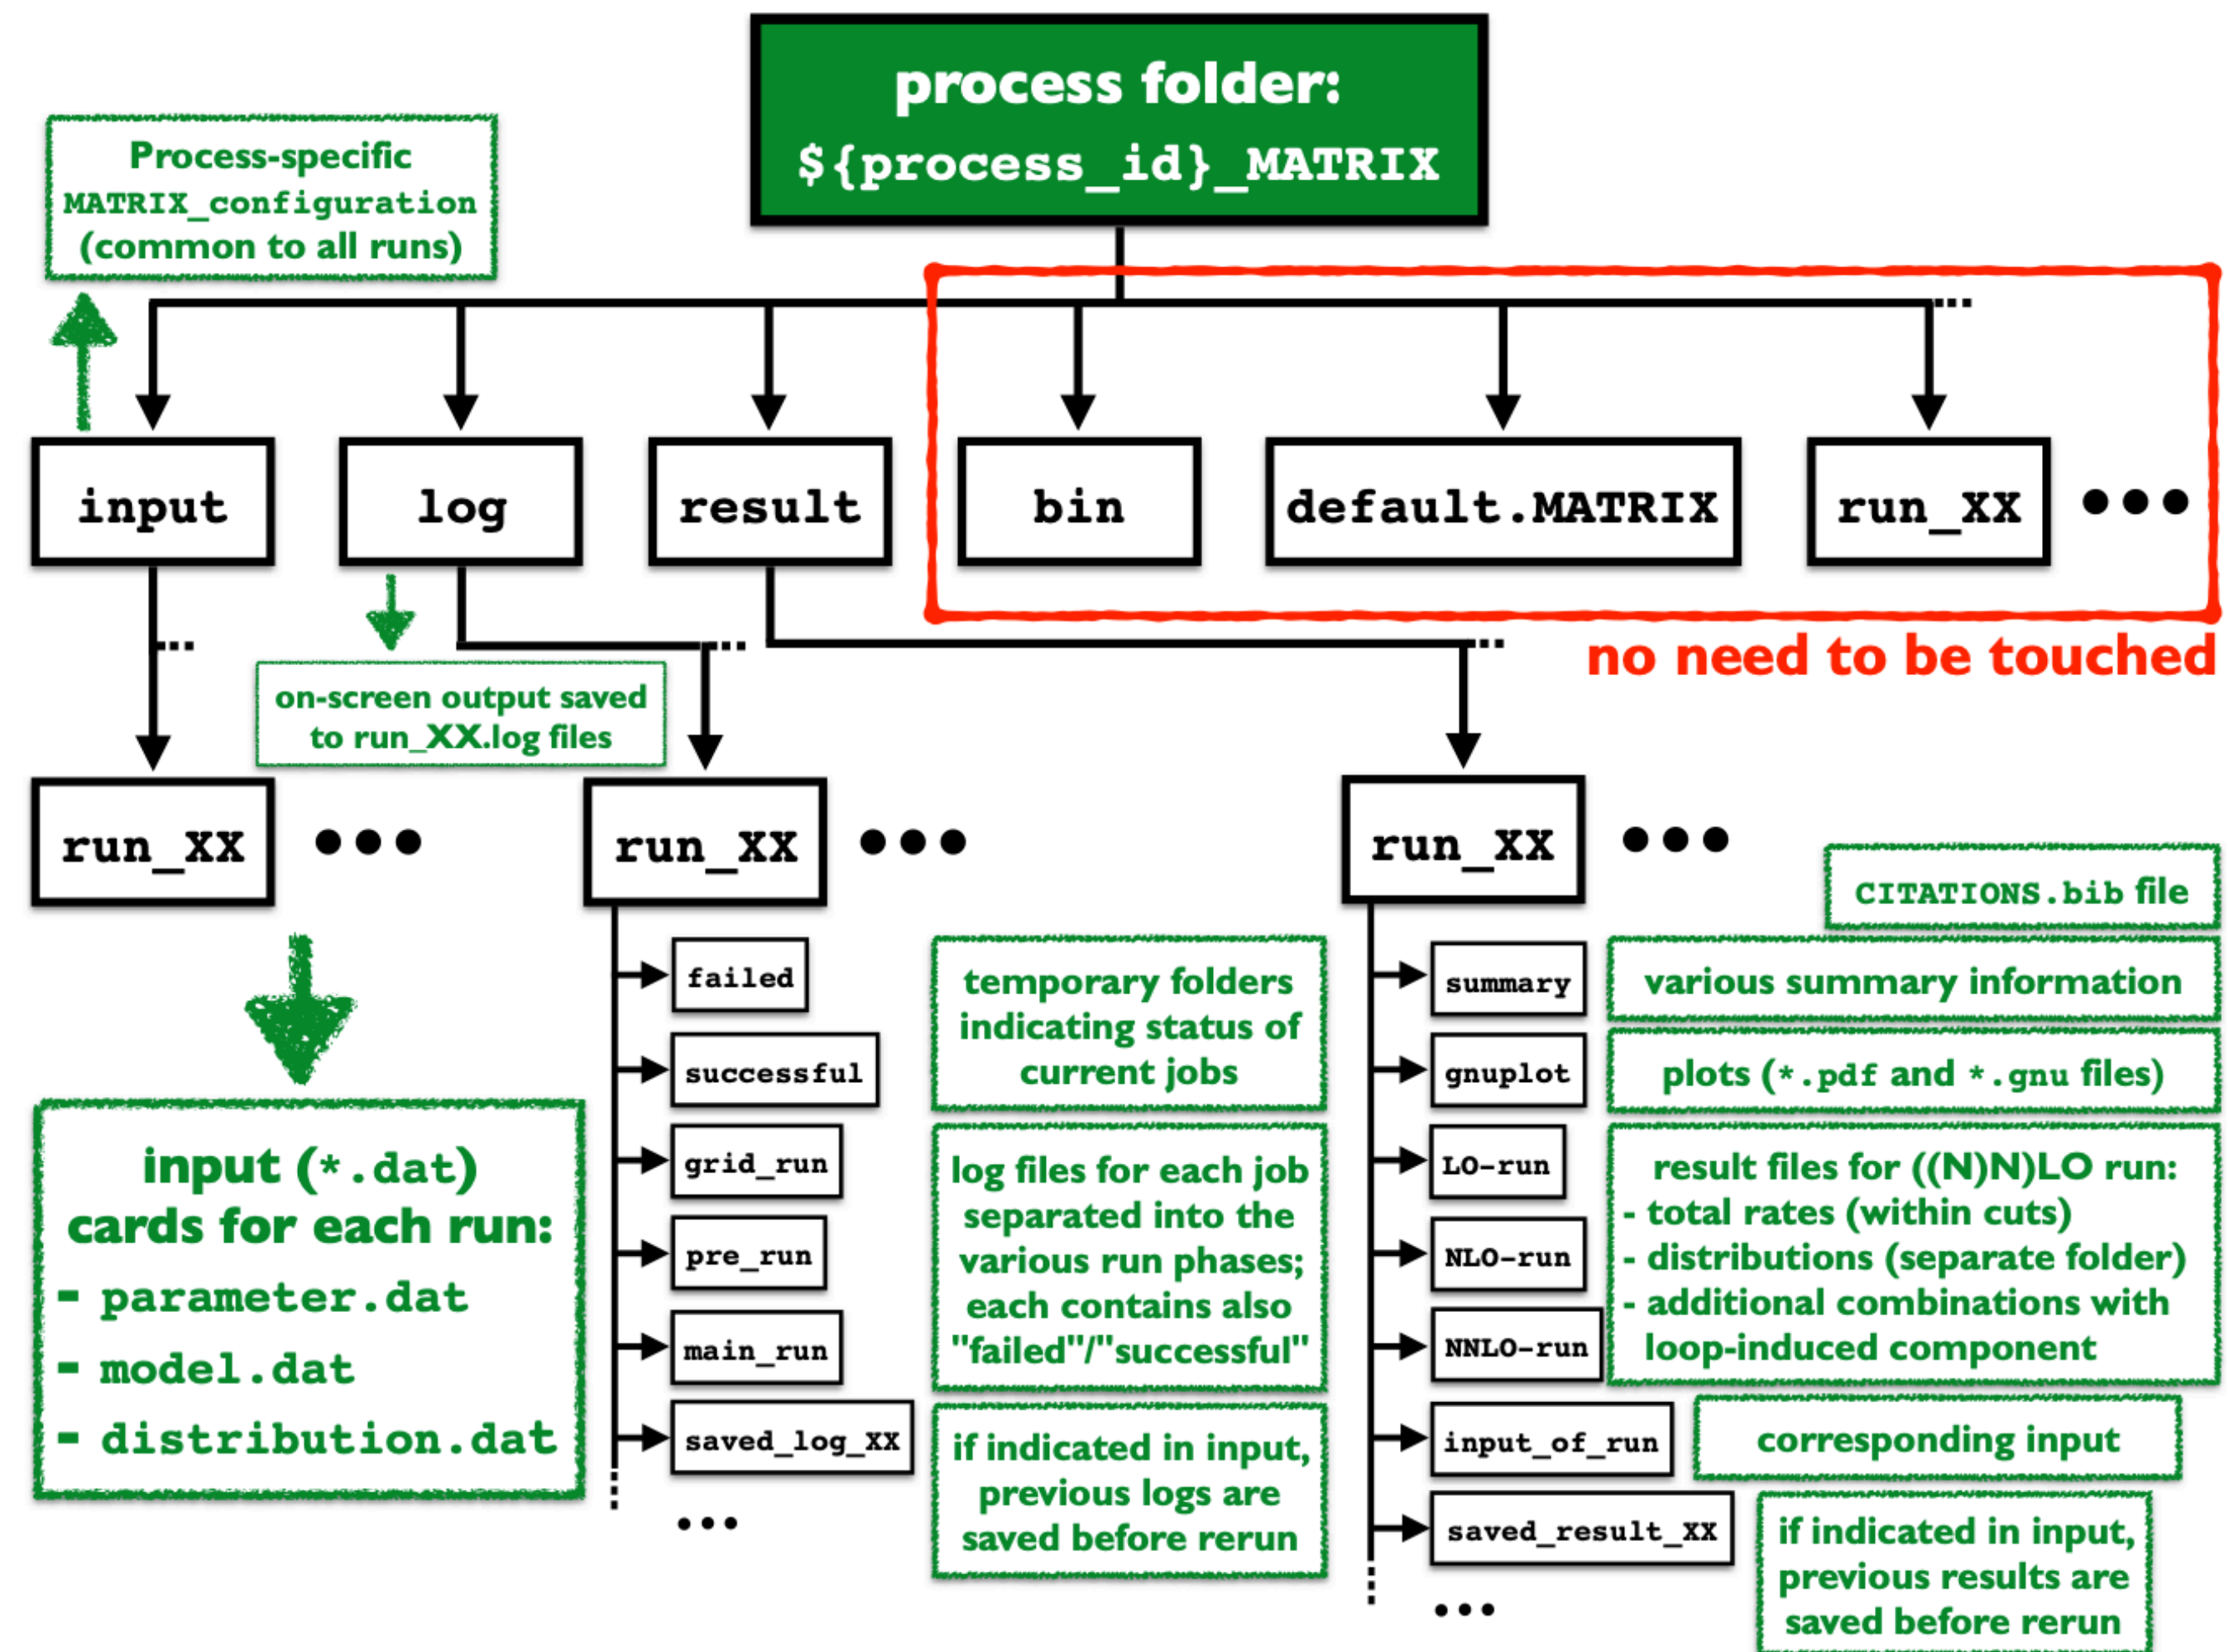 process folder:
${process_id}_MATRIX
Process-specific
MATRIX_configuration
(common to all runs)
input
log
result
bin
default.MATRIX
run_XX
no need to be touched
on-screen output saved
to run_XX.log files
run_XX
run_XX
run_XX
input (*.dat)
cards for each run:
- parameter.dat
- model.dat
- distribution.dat
failed
successful
grid_run
pre_run
main_run
saved_log_XX
temporary folders
indicating status of
current jobs
log files for each job
separated into the
various run phases;
each contains also
"failed"/"successful"
if indicated in input,
previous logs are
saved before rerun
CITATIONS.bib file
summary
various summary information
gnuplot
plots (*.pdf and *.gnu files)
LO-run
NLO-run
NNLO-run
result files for ((N)N)LO run:
- total rates (within cuts)
- distributions (separate folder)
- additional combinations with
loop-induced component
input_of_run
corresponding input
saved_result_XX
if indicated in input,
previous results are
saved before rerun